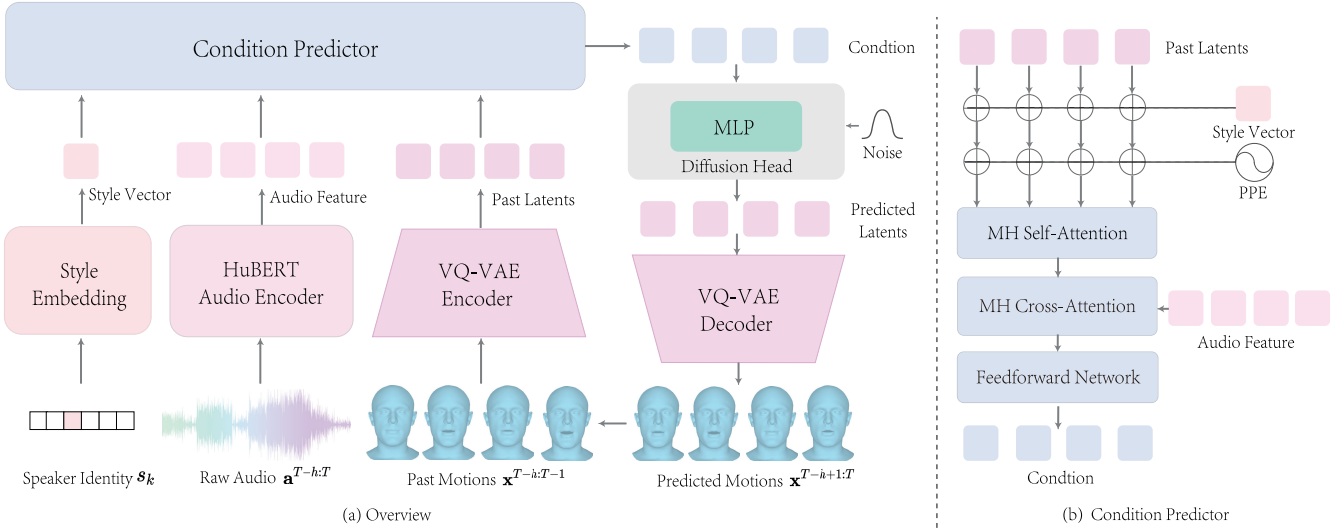 Condition Predictor
Condtion
MLP
Diffusion Head
Noise
Style Vector
Audio Feature
Past Latents
Predicted
Latents
Style
Embedding
HuBERT
Audio Encoder
VQ-VAE
Encoder
VQ-VAE
Decoder
Speaker Identity s_k
Raw Audio a^{T-h:T}
Past Motions x^{T-h:T-1}
Predicted Motions x^{T-h+1:T}
(a) Overview
Past Latents
Style Vector
PPE
MH Self-Attention
MH Cross-Attention
Audio Feature
Feedforward Network
Condtion
(b) Condition Predictor